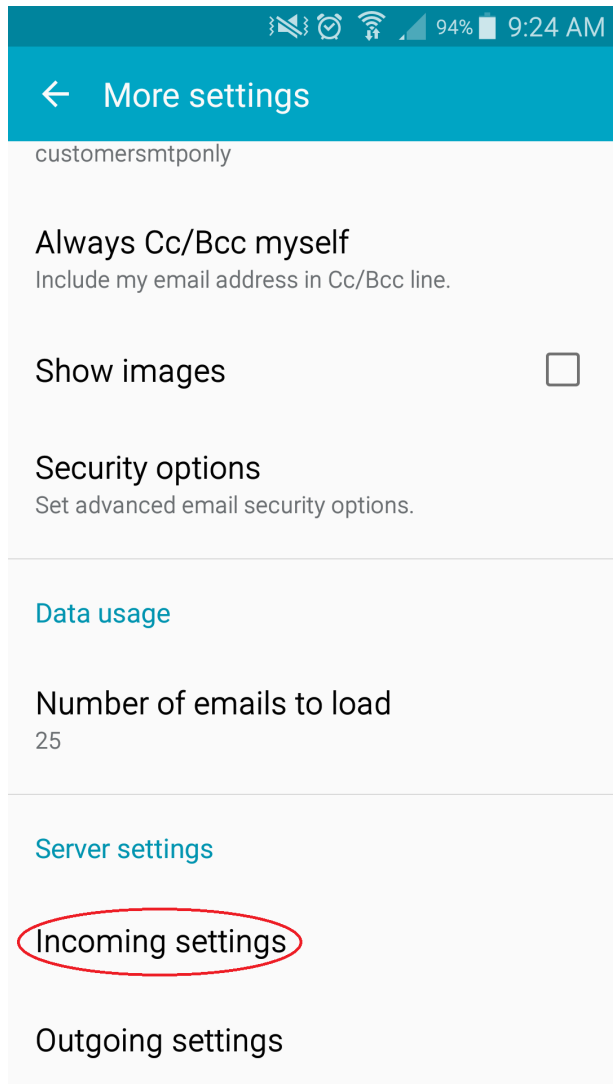 94% 9:24 AM
More settings
customersmtponly
Always Cc/Bcc myself
Include my email address in Cc/Bcc line.
Show images
Security options
Set advanced email security options.
Data usage
Number of emails to load
25
Server settings
Incoming settings
Outgoing settings